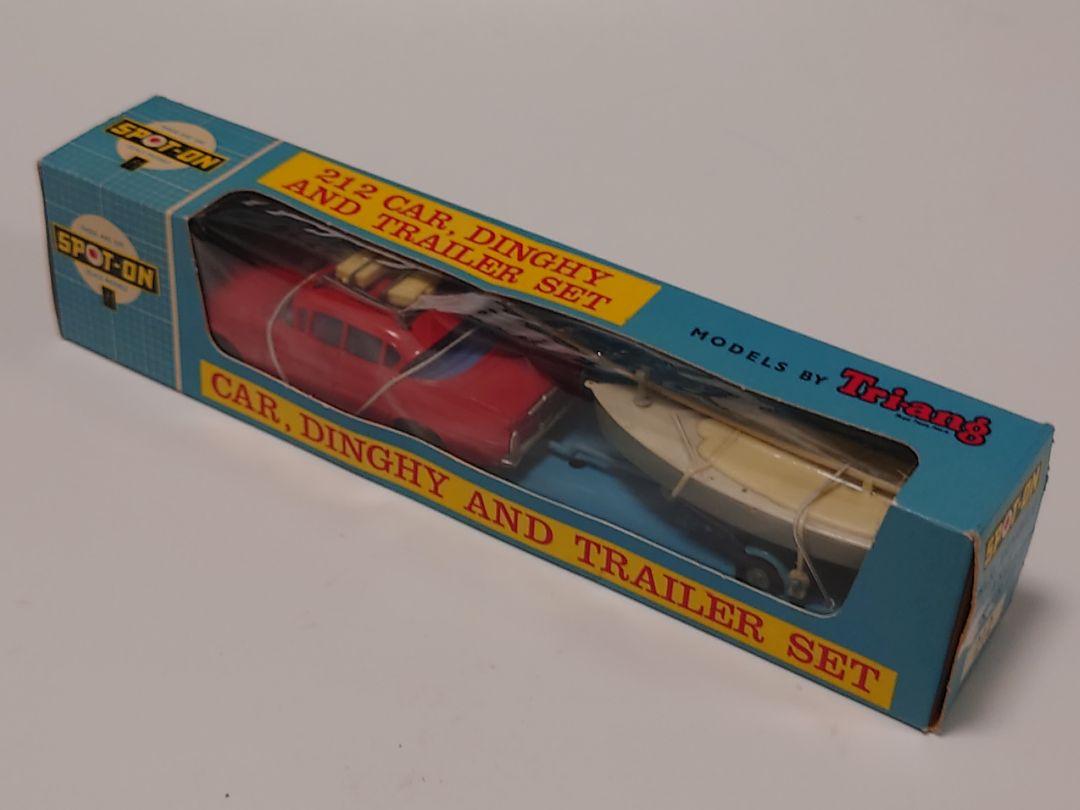 SPOT-ON
212 CAR, DINGHY
AND TRAILER SET
MODELS BY Tri-ang
SPOT-ON
CAR, DINGHY AND TRAILER SET
SPOT-ON